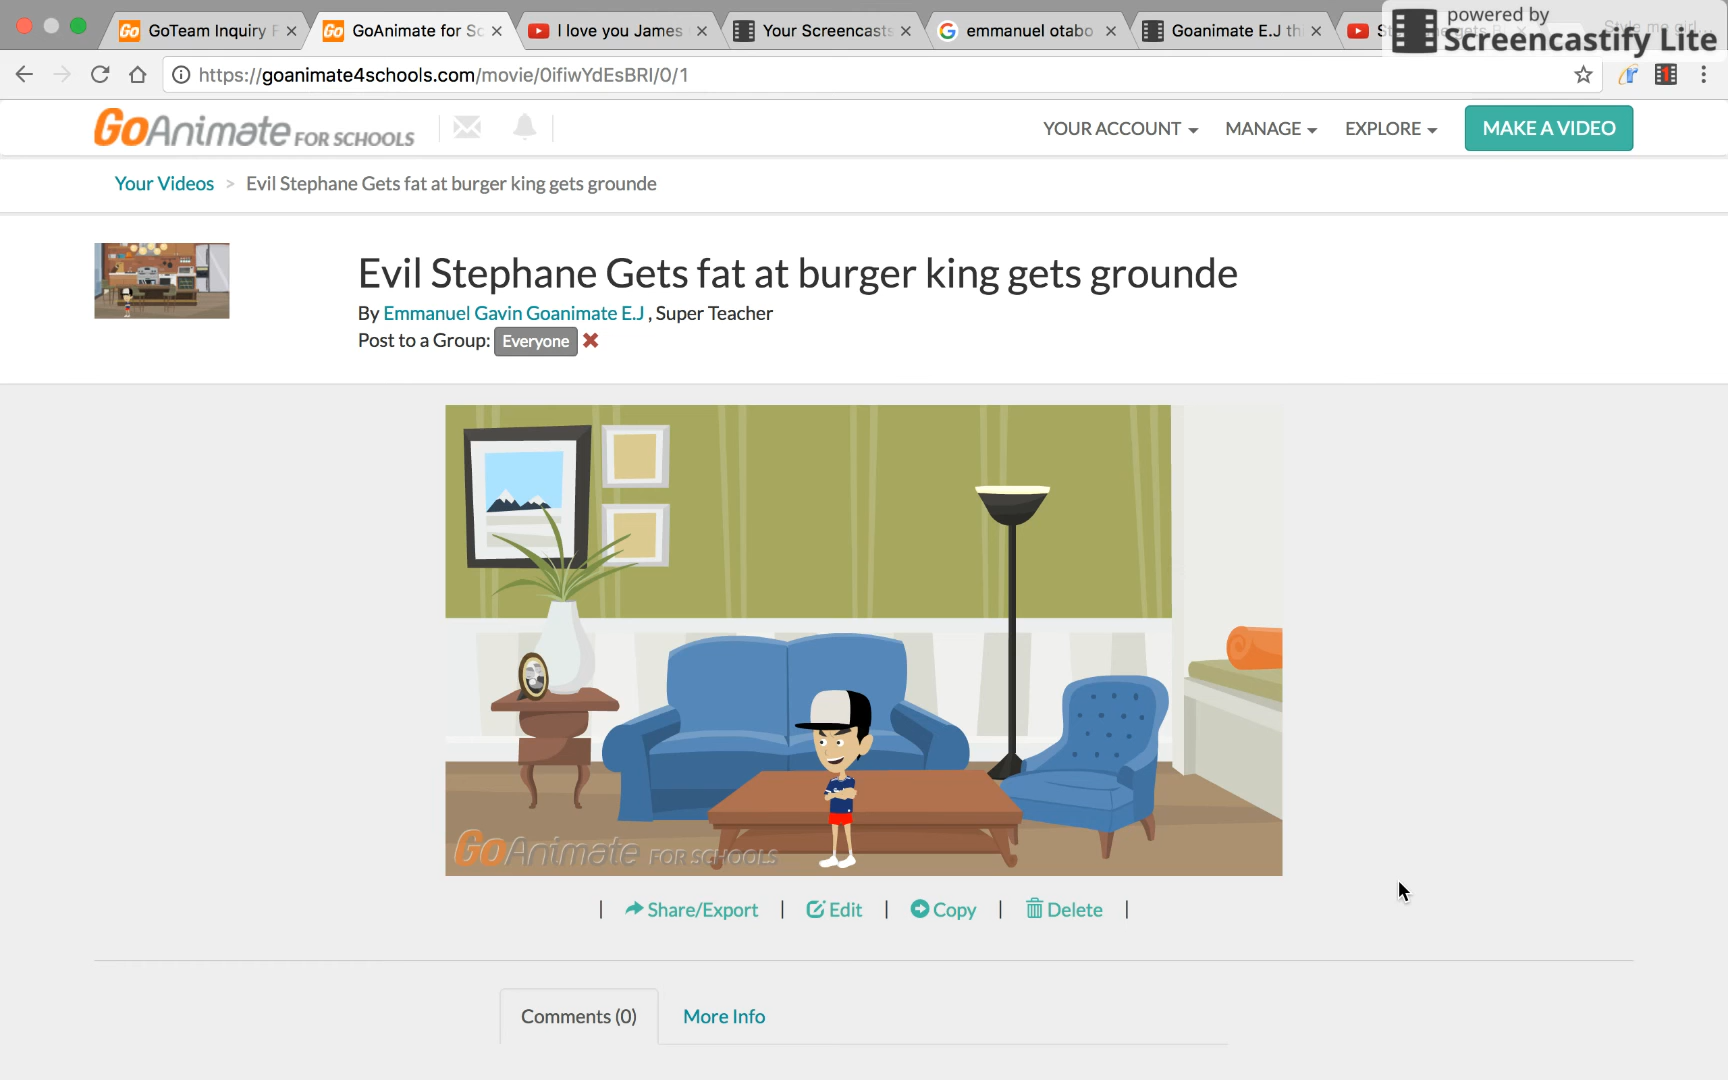 GoTeam Inquiry F
GoAnimate for Sc
I love you James
Your Screencasts
emmanuel otabo
Goanimate E.J thi
powered by
Screencastify Lite
https://goanimate4schools.com/movie/0ifiwYdEsBRI/0/1
GoAnimate FOR SCHOOLS
YOUR ACCOUNT
MANAGE
EXPLORE
MAKE A VIDEO
Your Videos > Evil Stephane Gets fat at burger king gets grounde
Evil Stephane Gets fat at burger king gets grounde
By Emmanuel Gavin Goanimate E.J , Super Teacher
Post to a Group: Everyone
GoAnimate FOR SCHOOLS
| Share/Export | Edit | Copy | Delete |
Comments (0)
More Info